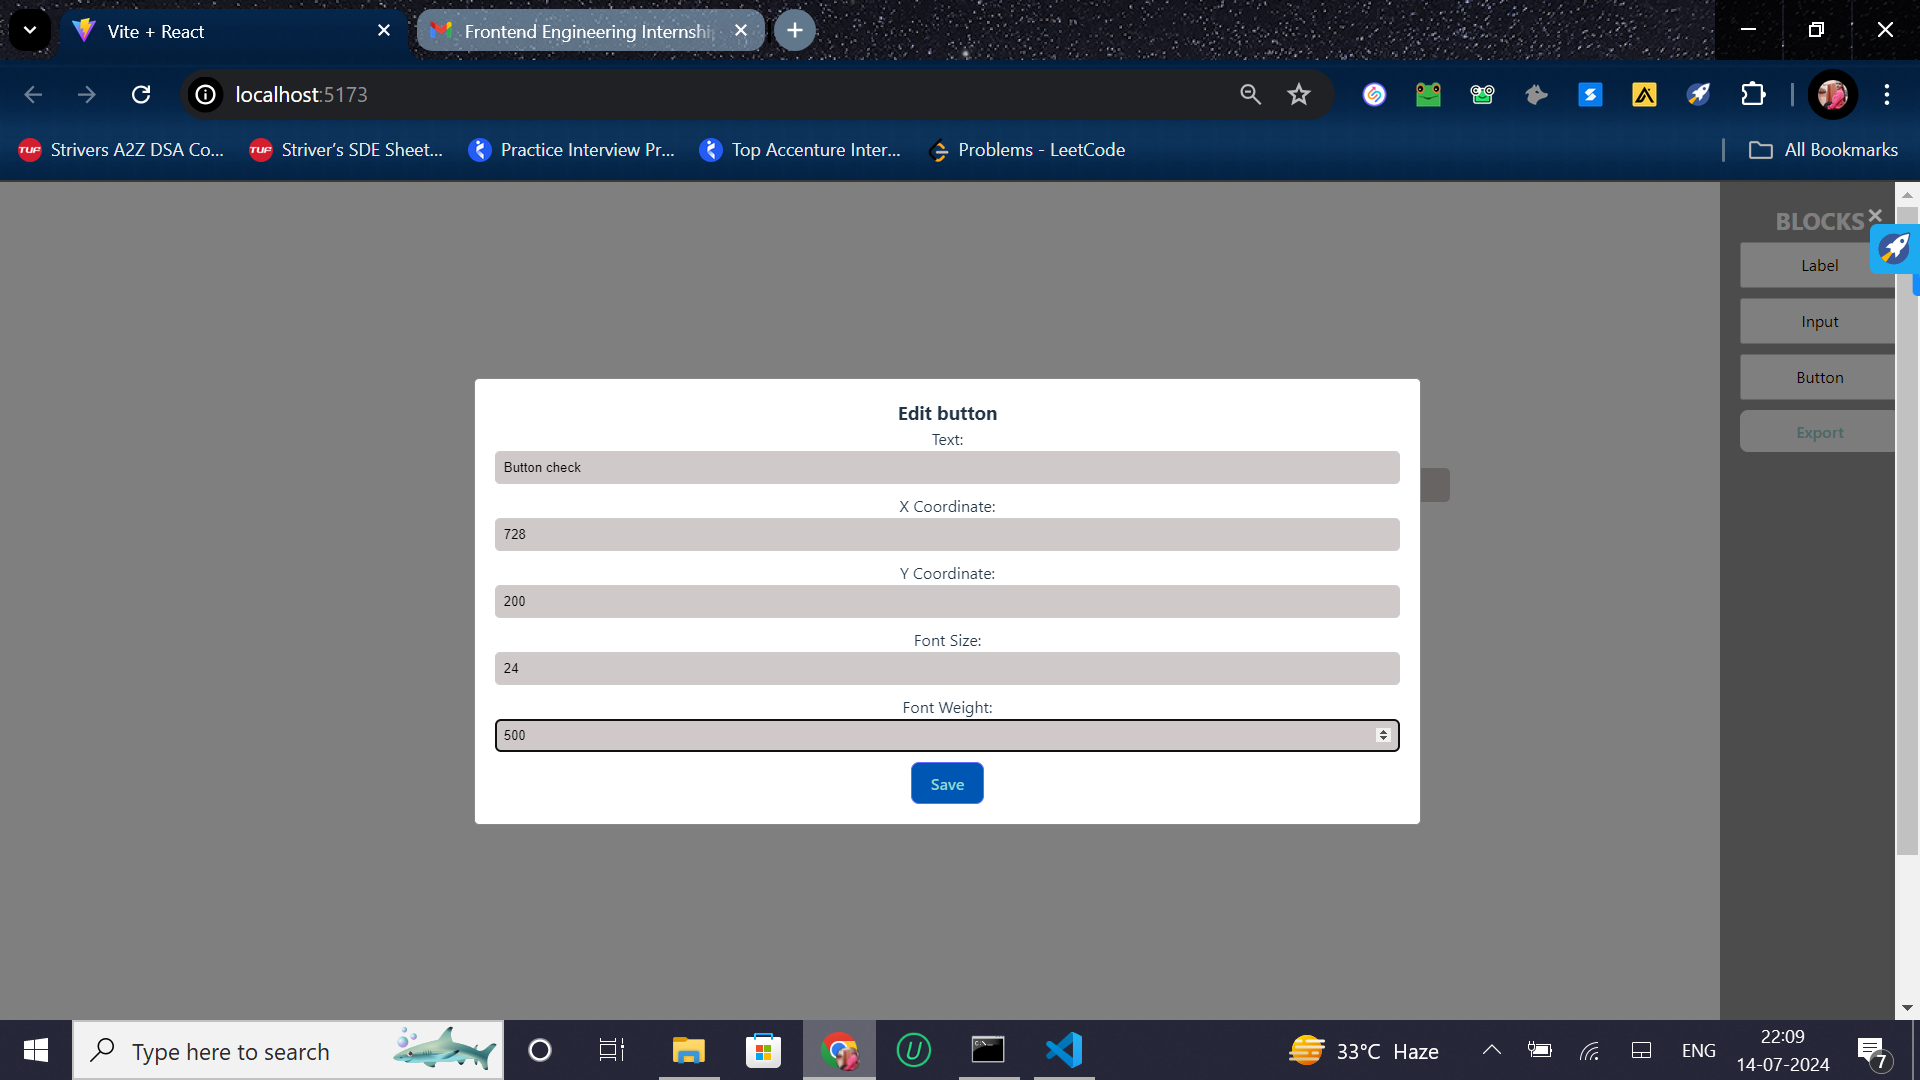 Vite + React
Frontend Engineering Internshi
localhost:5173
TUF Strivers A2Z DSA Co...
TUF Striver's SDE Sheet...
Practice Interview Pr...
Top Accenture Inter...
Problems - LeetCode
All Bookmarks
BLOCKS
Label
Input
Button
Export
Edit button
Text:
Button check
X Coordinate:
728
Y Coordinate:
200
Font Size:
24
Font Weight:
500
Save
Type here to search
33°C Haze
ENG
22:09
14-07-2024
7